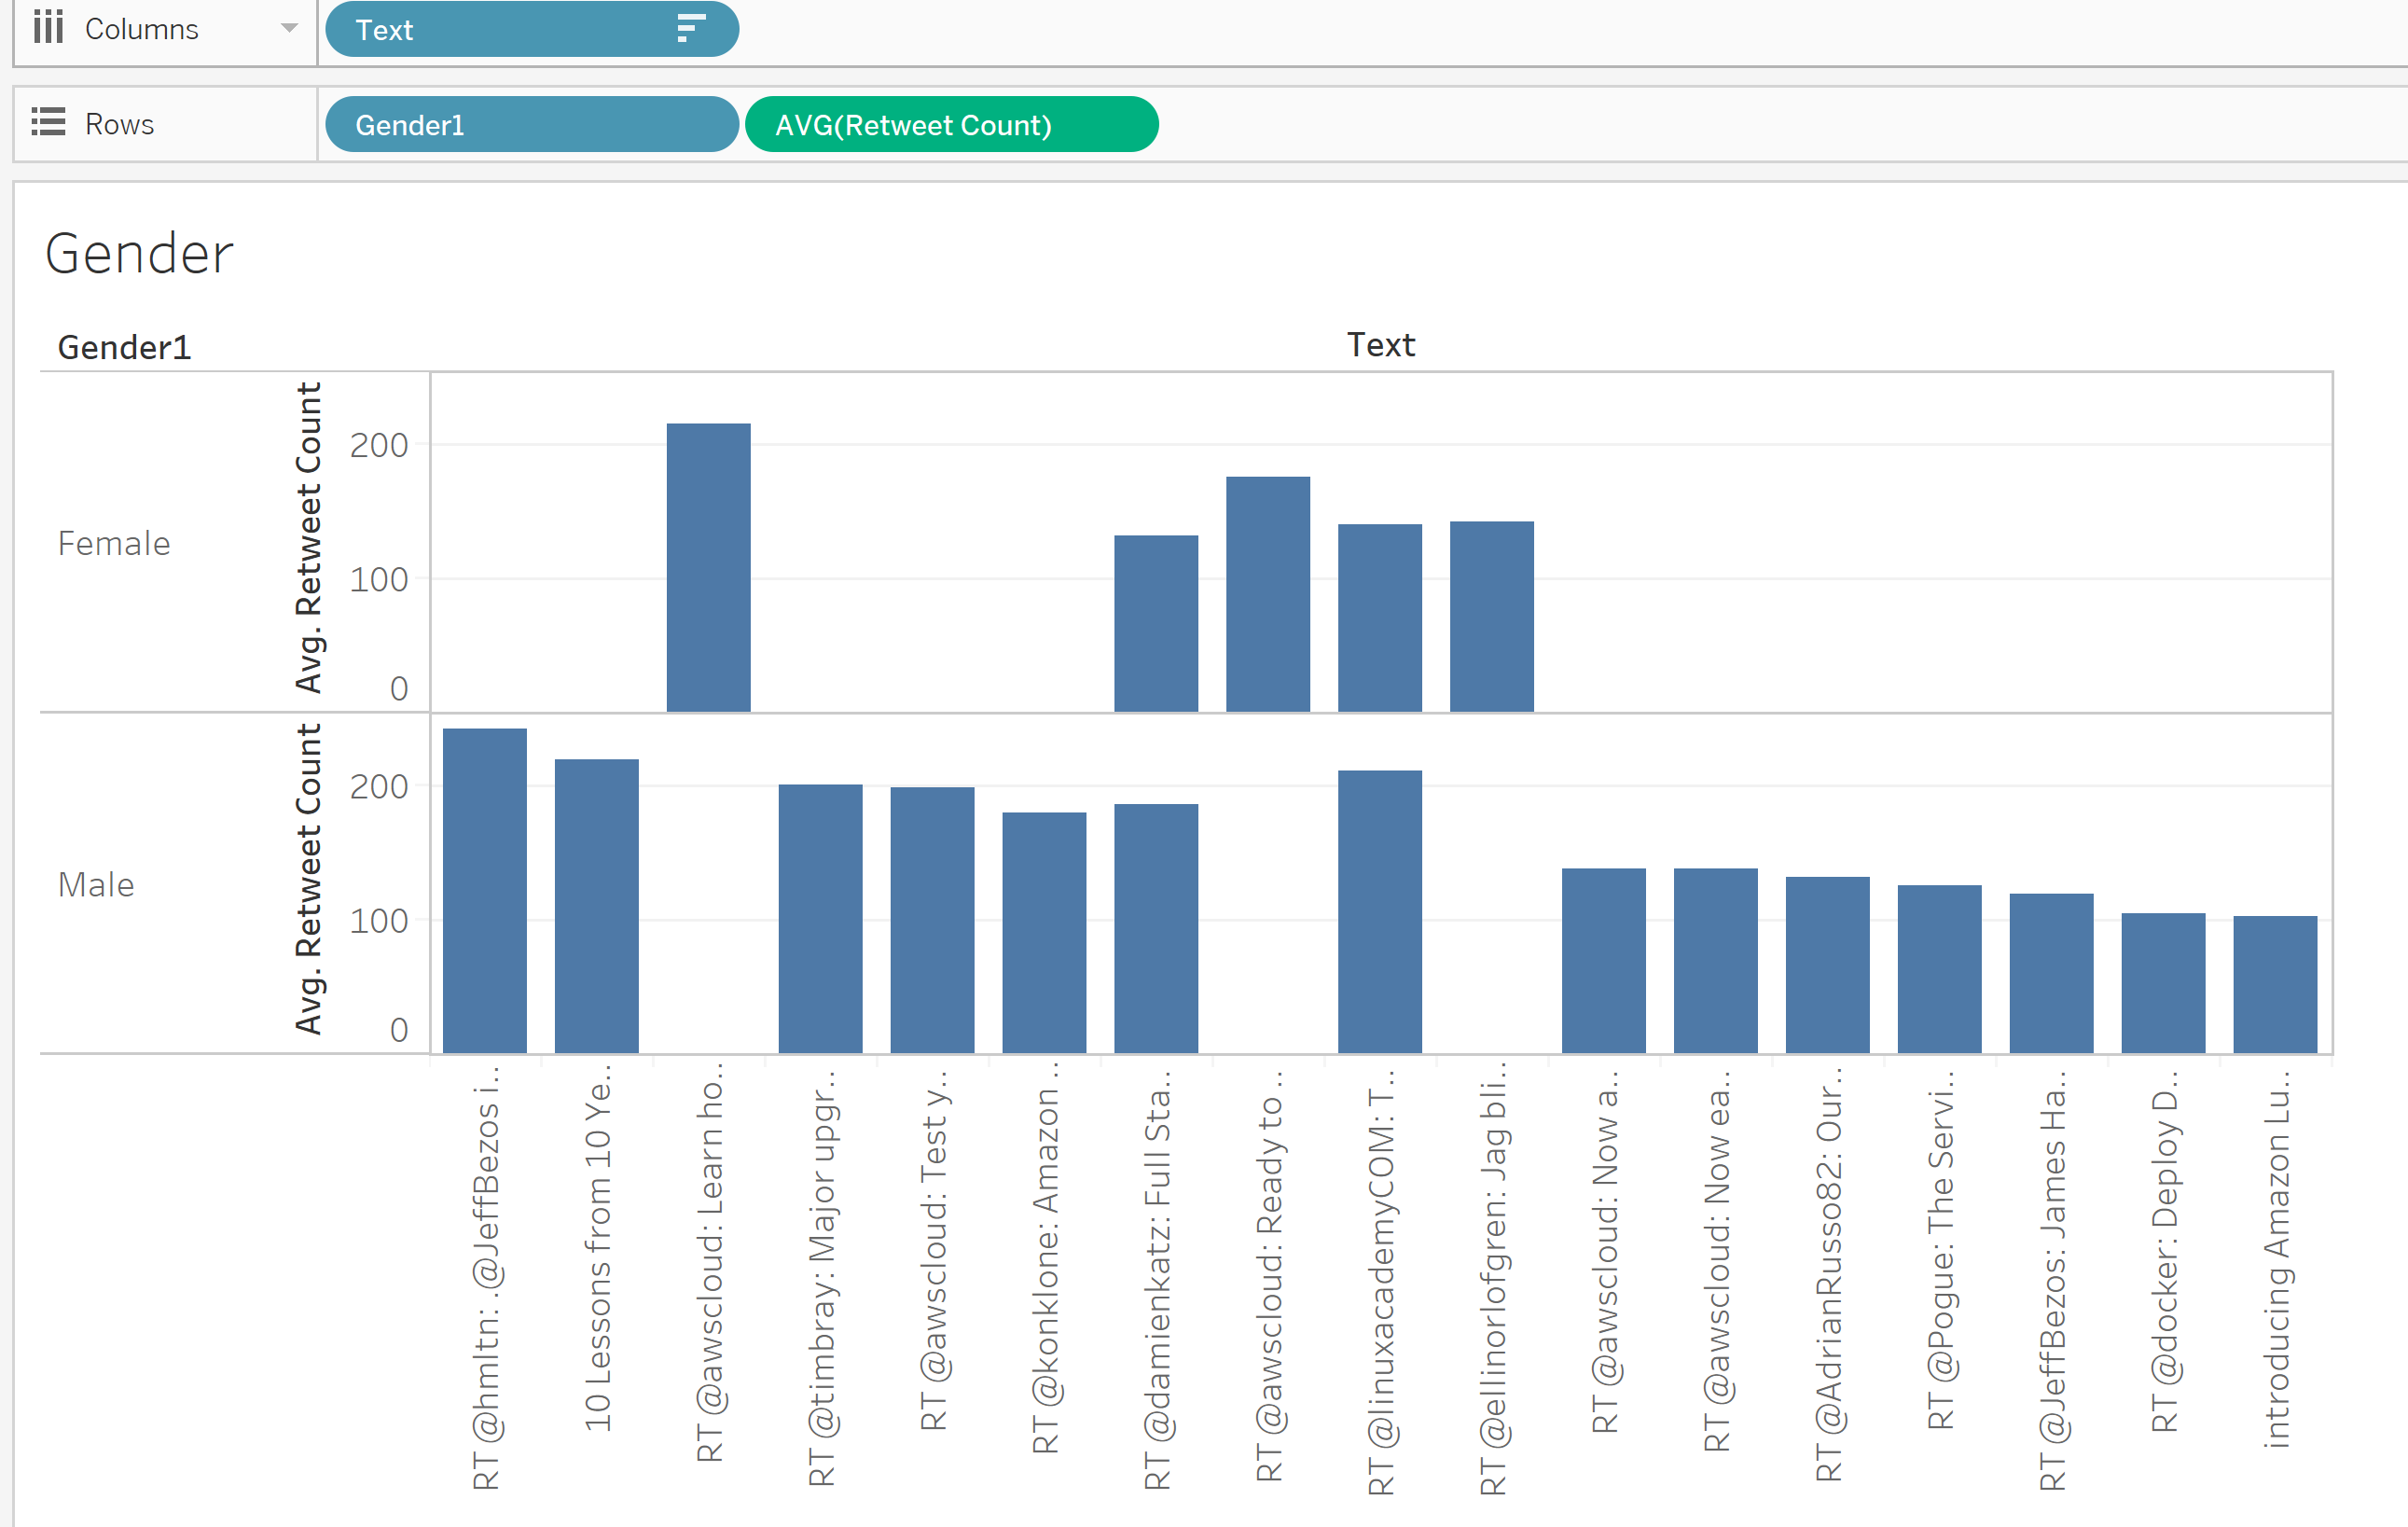 Columns
Text
Rows
Gender1
AVG(Retweet Count)
Gender
Gender1
Text
Female
Avg. Retweet Count
200
100
0
Male
Avg. Retweet Count
200
100
0
RT @hmltn: .@JeffBezos i..
10 Lessons from 10 Ye..
RT @awscloud: Learn ho..
RT @timbray: Major upgr..
RT @awscloud: Test y..
RT @konklone: Amazon ..
RT @damienkatz: Full Sta..
RT @awscloud: Ready to ..
RT @linuxacademyCOM: T..
RT @ellinorlofgren: Jag bli..
RT @awscloud: Now a..
RT @awscloud: Now ea..
RT @AdrianRusso82: Our..
RT @Pogue: The Servi..
RT @JeffBezos: James Ha..
RT @docker: Deploy D..
introducing Amazon Lu..